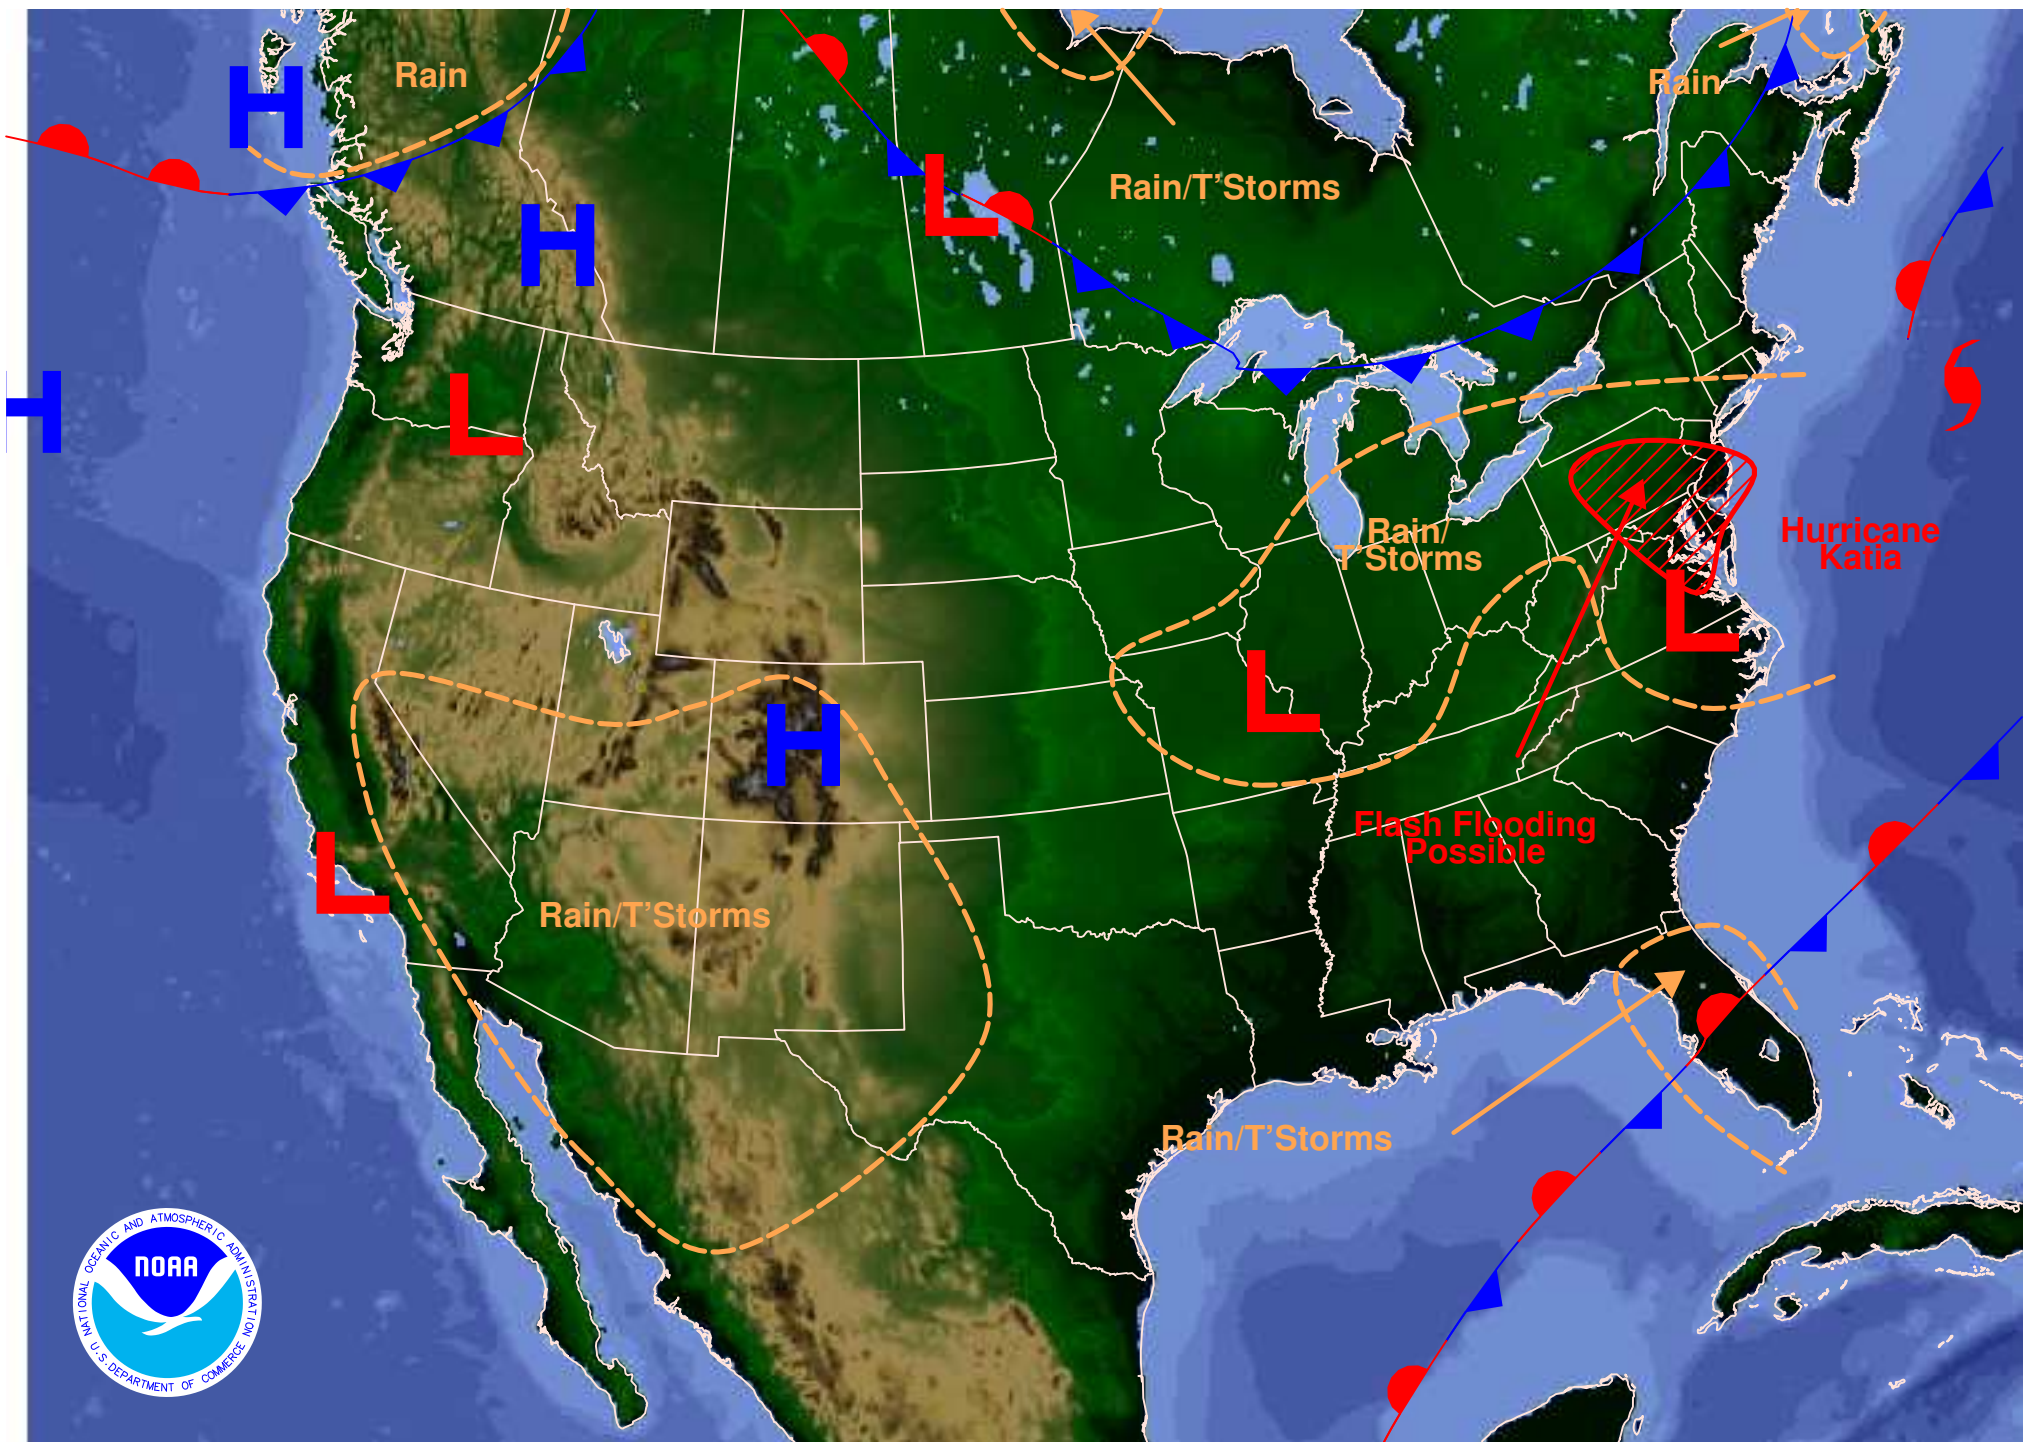 Rain
H
Rain
H
Rain/T'Storms
L
H
H
L
Rain/
T'Storms
Hurricane
Katia
L
L
H
Flash Flooding
Possible
L
Rain/T'Storms
Rain/T'Storms
NATIONAL OCEANIC AND ATMOSPHERIC ADMINISTRATION
NOAA
U.S. DEPARTMENT OF COMMERCE